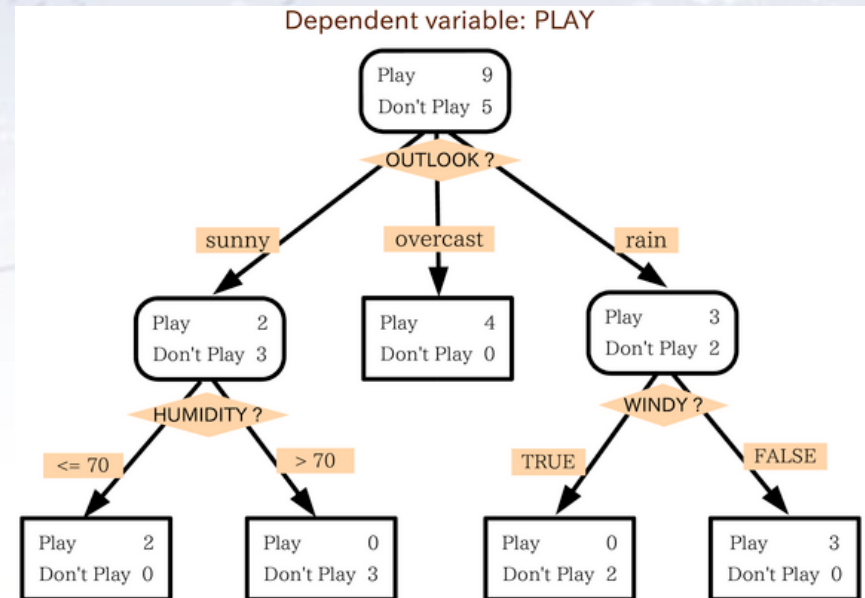 Dependent variable: PLAY
Play 9
Don't Play 5
OUTLOOK ?
sunny
overcast
rain
Play 2
Don't Play 3
Play 4
Don't Play 0
Play 3
Don't Play 2
HUMIDITY ?
WINDY ?
<= 70
> 70
TRUE
FALSE
Play 2
Don't Play 0
Play 0
Don't Play 3
Play 0
Don't Play 2
Play 3
Don't Play 0